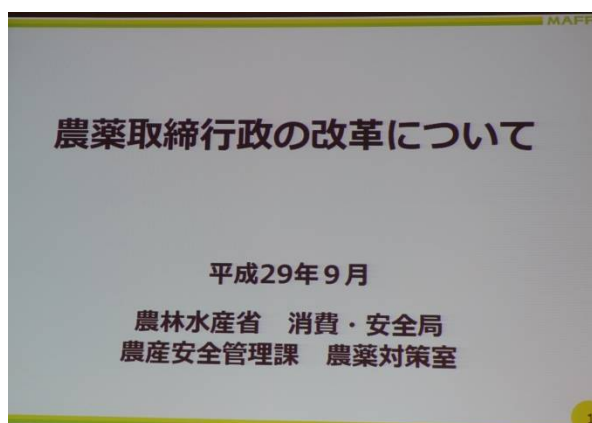 MAFF
農薬取締行政の改革について
平成29年9月
農林水産省　消費・安全局
農産安全管理課　農薬対策室
1